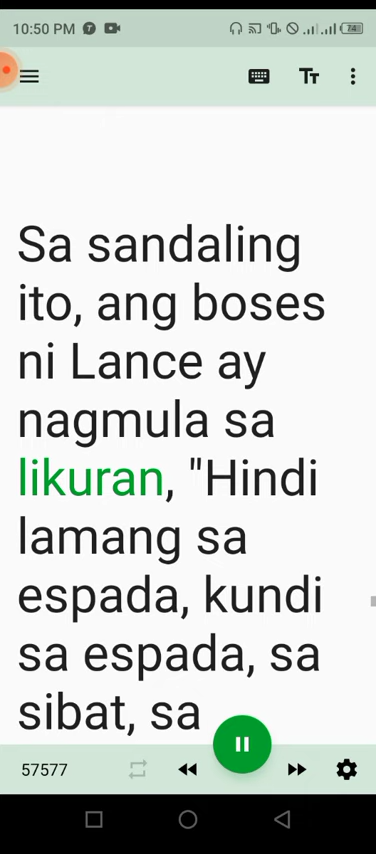 10:50 PM
74
Sa sandaling
ito, ang boses
ni Lance ay
nagmula sa
likuran, "Hindi
lamang sa
espada, kundi
sa espada, sa
sibat, sa
57577